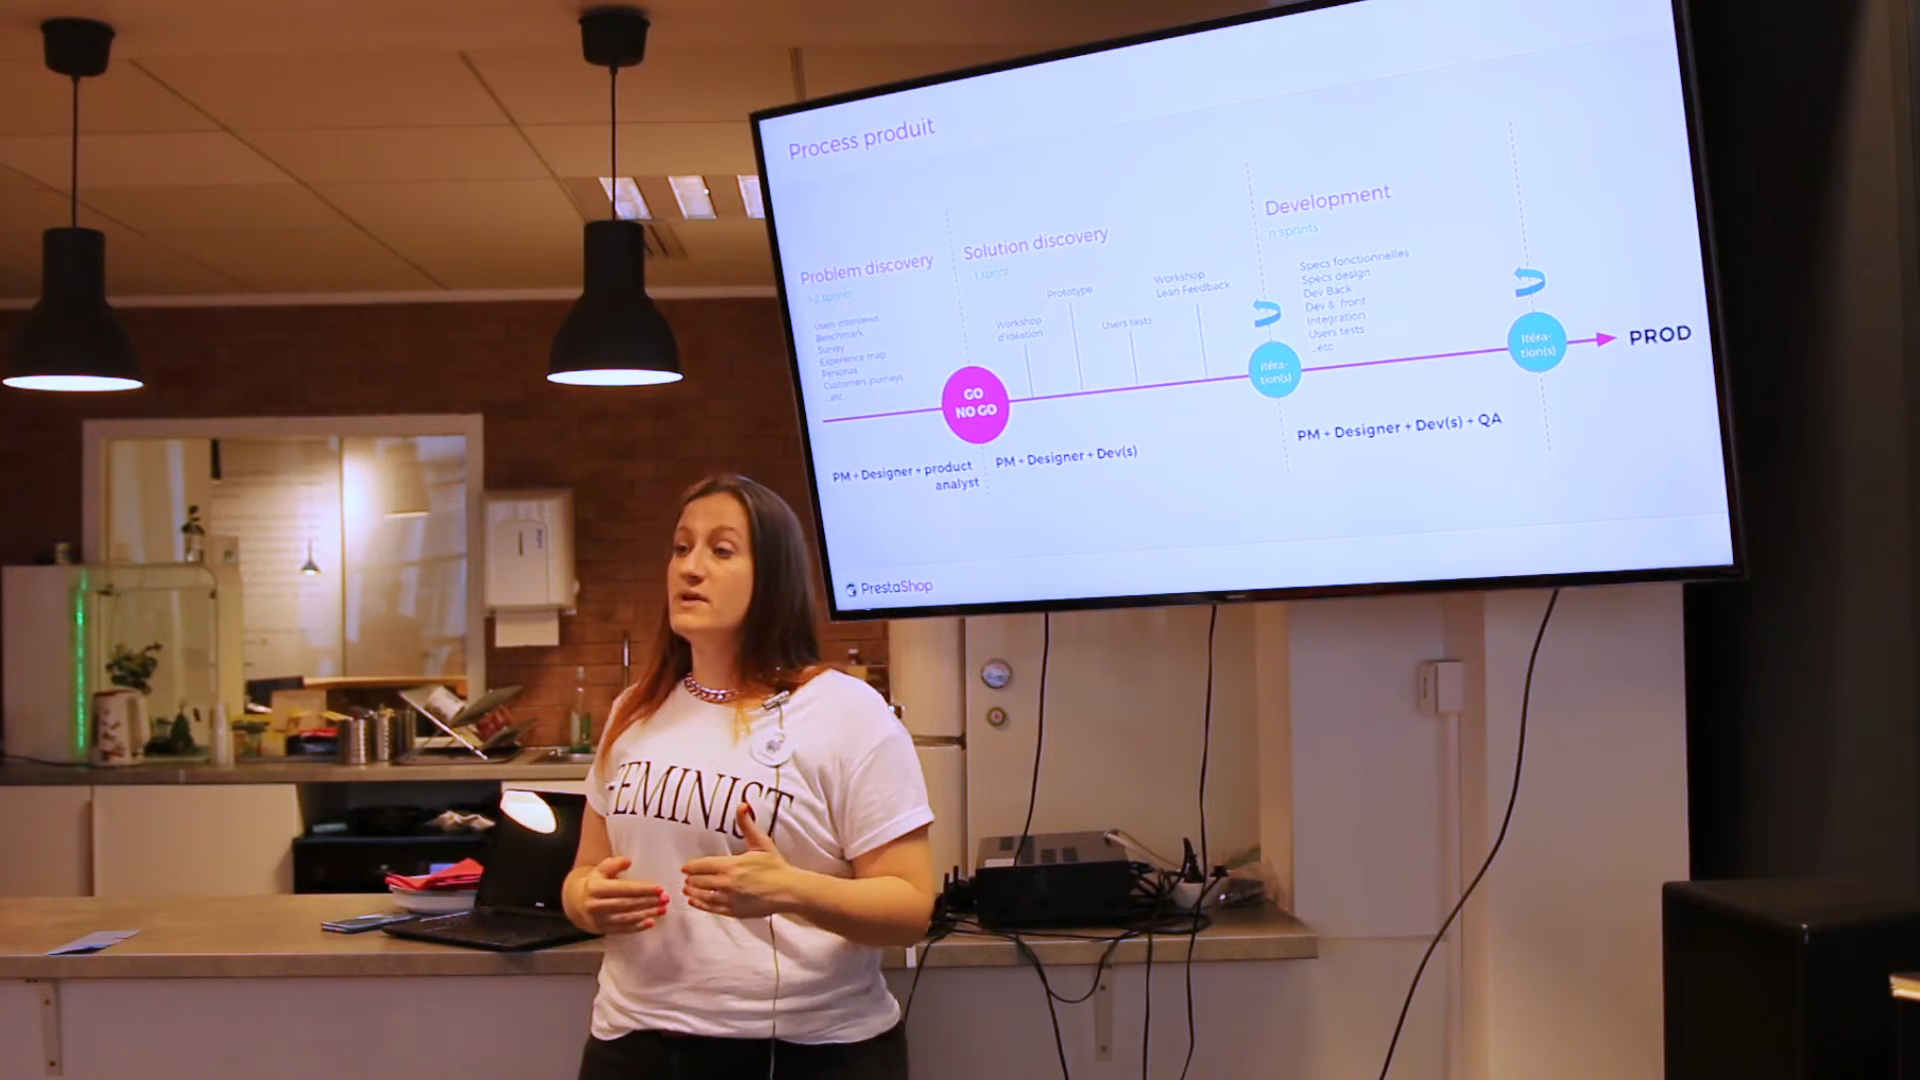 Process produit
Problem discovery
1-2 sprints
Users interviews
Benchmark
Survey
Experience map
Personas
Customers journeys
...etc
GO
NO GO
PM + Designer + product
analyst
Solution discovery
1 sprint
Workshop
d'idéation
Prototype
Users tests
Workshop
Lean Feedback
PM + Designer + Dev(s)
Itéra-
tion(s)
Development
n sprints
Specs fonctionnelles
Specs design
Dev Back
Dev & front
Integration
Users tests
...etc
PM + Designer + Dev(s) + QA
Itéra-
tion(s)
PROD
PrestaShop
FEMINIST